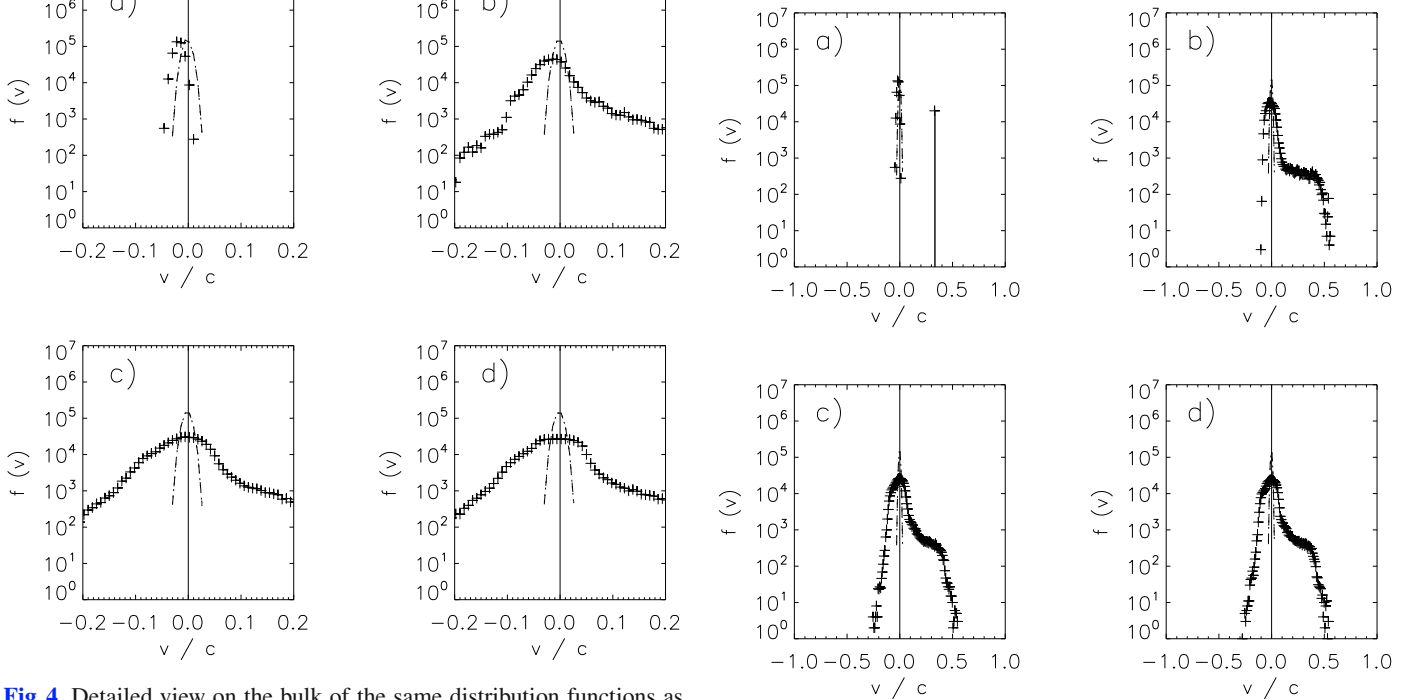 a)
10⁶
10⁵
10⁴
10³
10²
10¹
10⁰
f (v)
−0.2 −0.1 0.0 0.1 0.2
v / c
b)
10⁶
10⁵
10⁴
10³
10²
10¹
10⁰
f (v)
−0.2 −0.1 0.0 0.1 0.2
v / c
c)
10⁷
10⁶
10⁵
10⁴
10³
10²
10¹
10⁰
f (v)
−0.2 −0.1 0.0 0.1 0.2
v / c
d)
10⁷
10⁶
10⁵
10⁴
10³
10²
10¹
10⁰
f (v)
−0.2 −0.1 0.0 0.1 0.2
v / c
Fig. 4. Detailed view on the bulk of the same distribution functions as
a)
10⁷
10⁶
10⁵
10⁴
10³
10²
10¹
10⁰
f (v)
−1.0 −0.5 0.0 0.5 1.0
v / c
b)
10⁷
10⁶
10⁵
10⁴
10³
10²
10¹
10⁰
f (v)
−1.0 −0.5 0.0 0.5 1.0
v / c
c)
10⁷
10⁶
10⁵
10⁴
10³
10²
10¹
10⁰
f (v)
−1.0 −0.5 0.0 0.5 1.0
v / c
d)
10⁷
10⁶
10⁵
10⁴
10³
10²
10¹
10⁰
f (v)
−1.0 −0.5 0.0 0.5 1.0
v / c